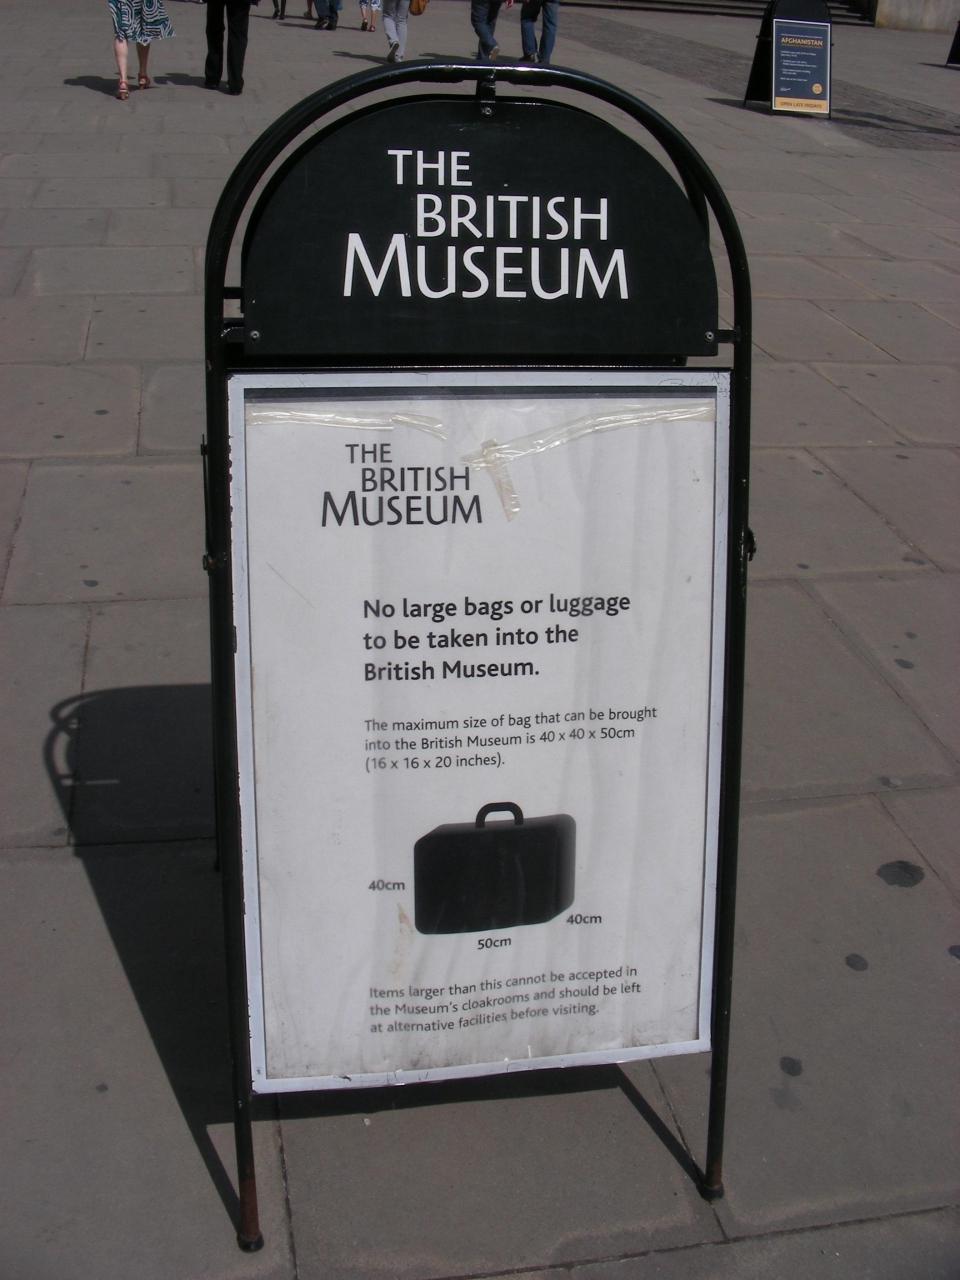 THE
BRITISH
MUSEUM
THE
BRITISH
MUSEUM
No large bags or luggage
to be taken into the
British Museum.
The maximum size of bag that can be brought
into the British Museum is 40 x 40 x 50cm
(16 x 16 x 20 inches).
40cm
40cm
50cm
Items larger than this cannot be accepted in
the Museum's cloakrooms and should be left
at alternative facilities before visiting.
AFGHANISTAN
OPEN LATE FRIDAYS